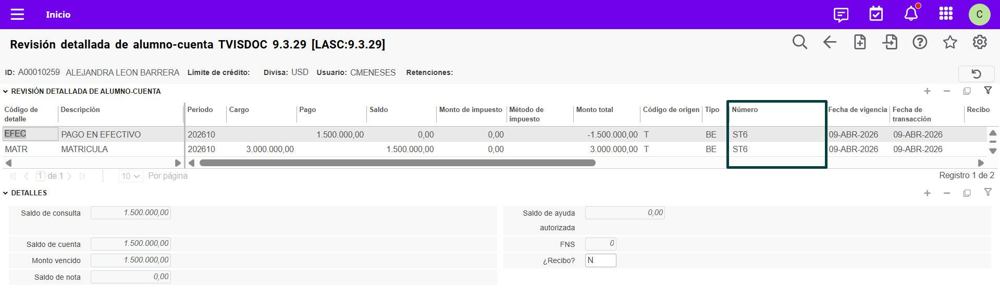 Inicio
C
Revisión detallada de alumno-cuenta TVISDOC 9.3.29 [LASC:9.3.29]
ID: A00010259 ALEJANDRA LEON BARRERA Límite de crédito: Divisa: USD Usuario: CMENESES Retenciones:
REVISIÓN DETALLADA DE ALUMNO-CUENTA
Código de detalle Descripción Periodo Cargo Pago Saldo Monto de impuesto Método de impuesto Monto total Código de origen Tipo Número Fecha de vigencia Fecha de transacción Recibo
EFEC PAGO EN EFECTIVO 202610 1.500.000,00 0,00 0,00 -1.500.000,00 T BE ST6 09-ABR-2026 09-ABR-2026
MATR MATRICULA 202610 3.000.000,00 1.500.000,00 0,00 3.000.000,00 T BE ST6 09-ABR-2026 09-ABR-2026
1 de 1 10 Por página Registro 1 de 2
DETALLES
Saldo de consulta 1.500.000,00 Saldo de ayuda autorizada 0,00
Saldo de cuenta 1.500.000,00 FNS 0
Monto vencido 1.500.000,00 ¿Recibo? N
Saldo de nota 0,00